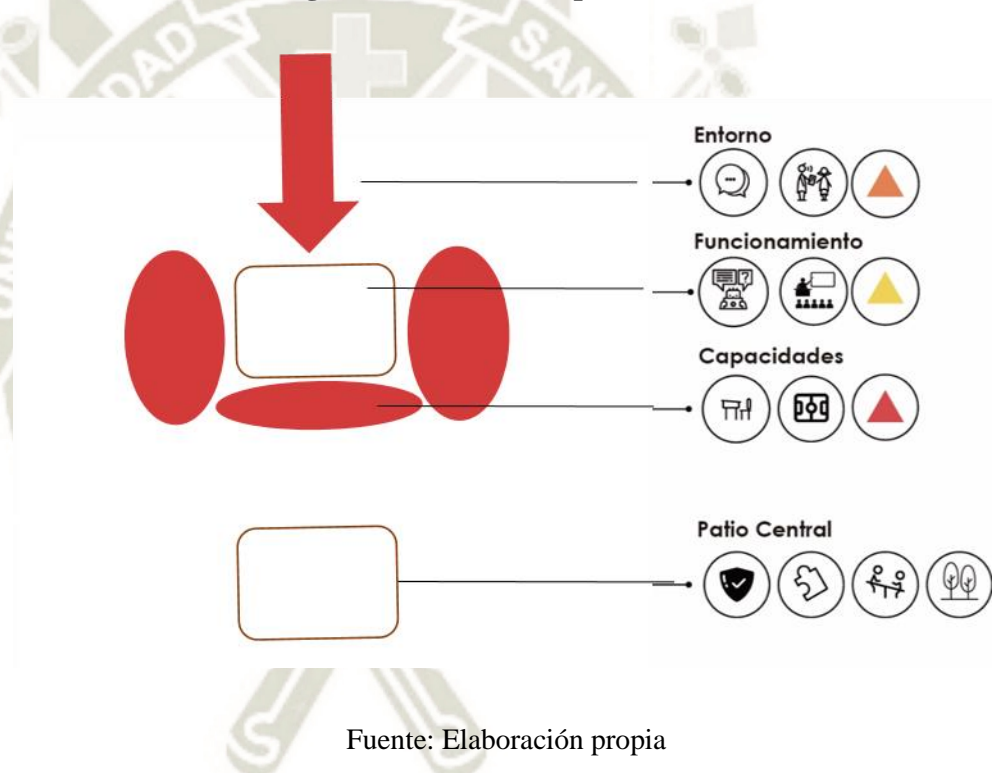 Entorno
Funcionamiento
Capacidades
Patio Central
Fuente: Elaboración propia